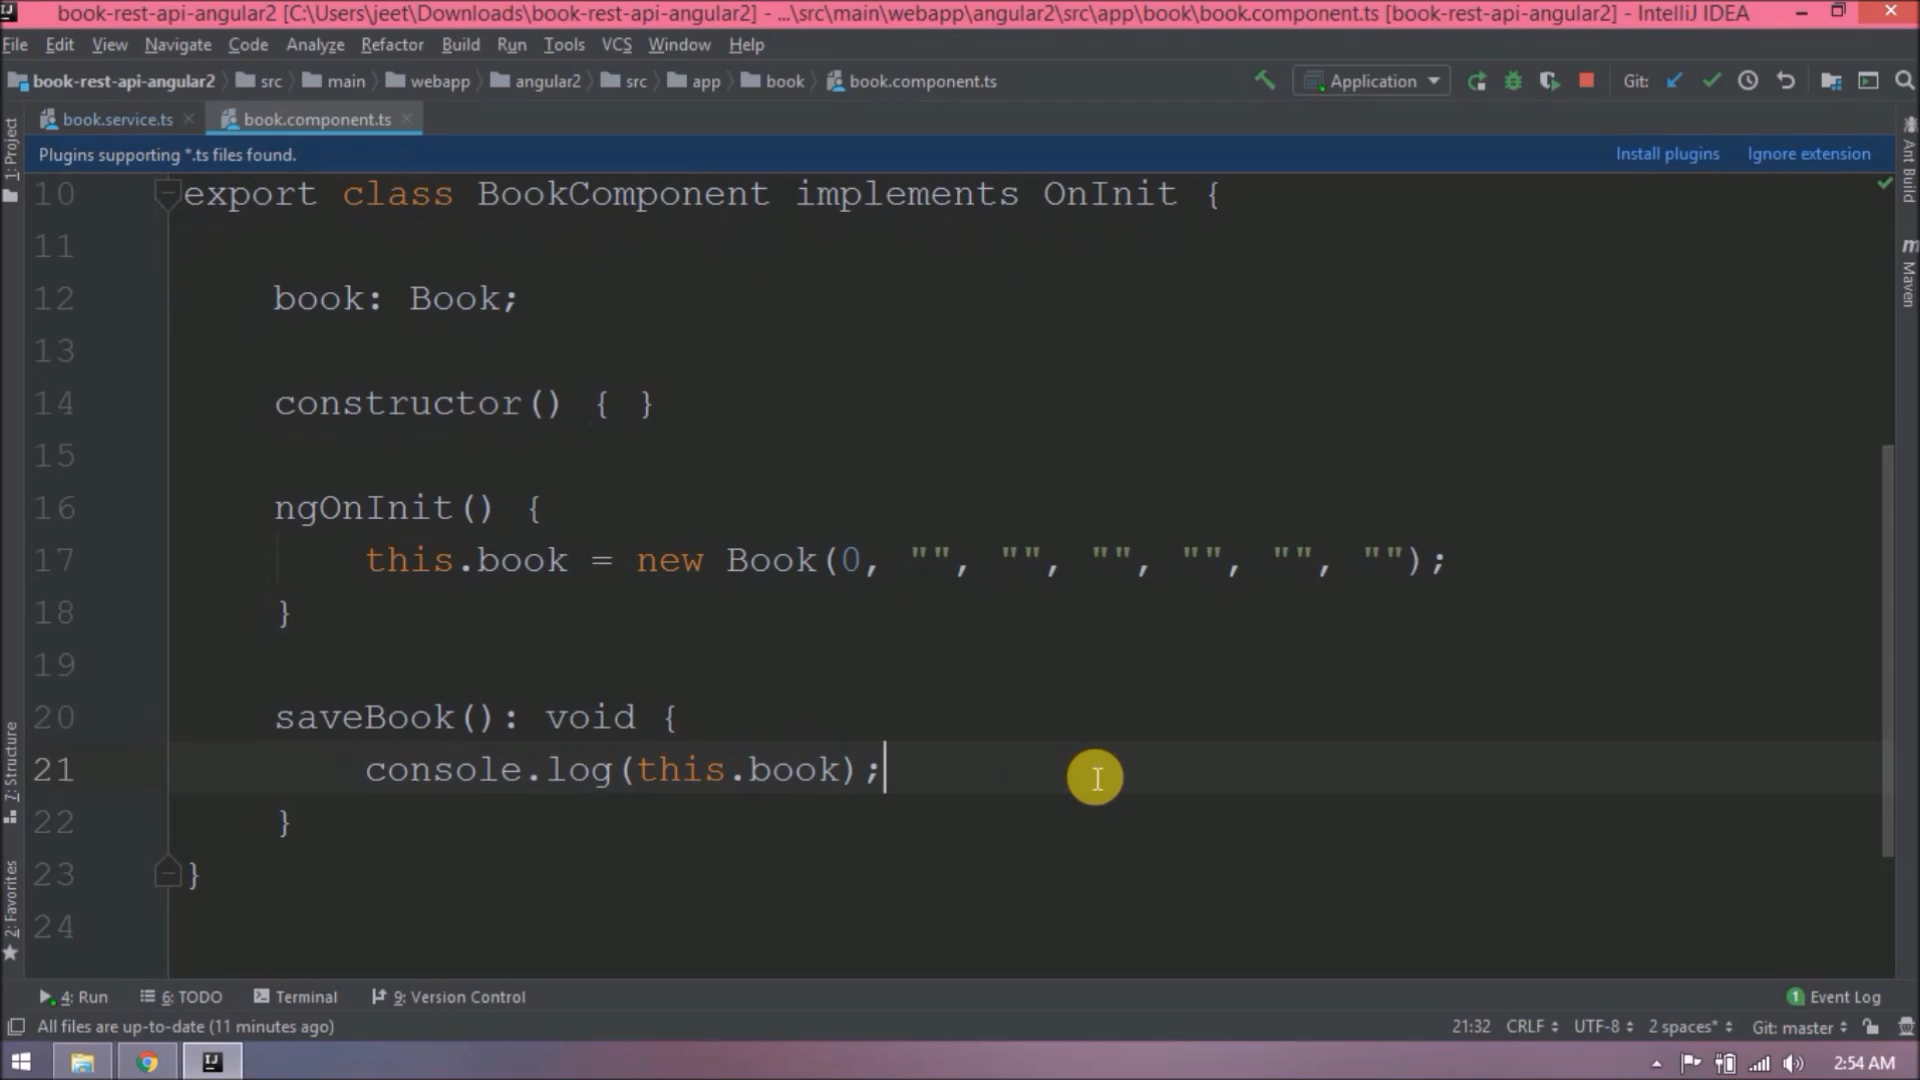 book-rest-api-angular2 [C:\Users\jeet\Downloads\book-rest-api-angular2] - ...\src\main\webapp\angular2\src\app\book\book.component.ts [book-rest-api-angular2] - IntelliJ IDEA
File Edit View Navigate Code Analyze Refactor Build Run Tools VCS Window Help
book-rest-api-angular2 src main webapp angular2 src app book book.component.ts Application Git:
book.service.ts book.component.ts
Plugins supporting *.ts files found. Install plugins Ignore extension
1: Project
7: Structure
2: Favorites
Ant Build
Maven
10 export class BookComponent implements OnInit {
11
12 book: Book;
13
14 constructor() { }
15
16 ngOnInit() {
17 this.book = new Book(0, "", "", "", "", "", "");
18 }
19
20 saveBook(): void {
21 console.log(this.book);
22 }
23 }
24
4: Run 6: TODO Terminal 9: Version Control 1 Event Log
All files are up-to-date (11 minutes ago) 21:32 CRLF UTF-8 2 spaces* Git: master
2:54 AM